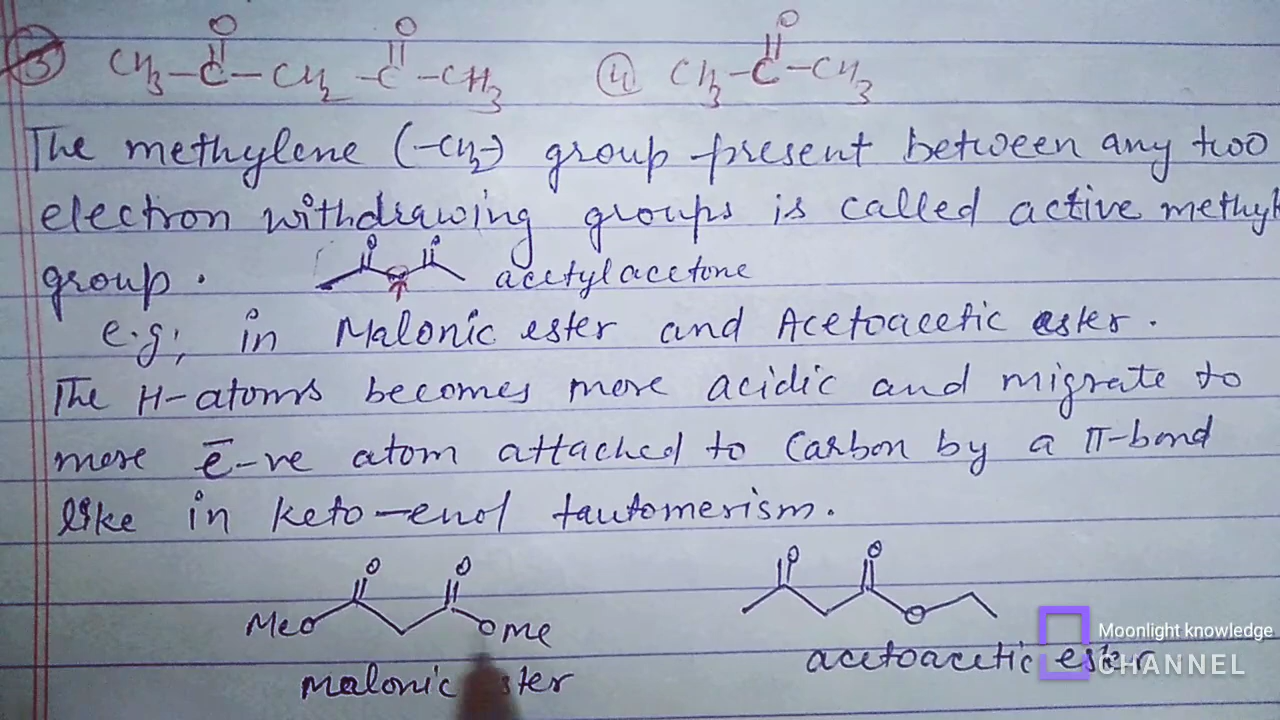 ③ CH₃-C-CH₂-C-CH₃ ④ CH₃-C-CH₃
O O O
The methylene (-CH₂-) group present between any two
electron withdrawing groups is called active methyl
group. O O acetylacetone
e.g; in Malonic ester and Acetoacetic ester.
The H-atoms becomes more acidic and migrate to
more e̅-ve atom attached to Carbon by a π-bond
like in keto-enol tautomerism.
O O O O
MeO OMe O
malonic acetoacetic ester
Moonlight knowledge
CHANNEL